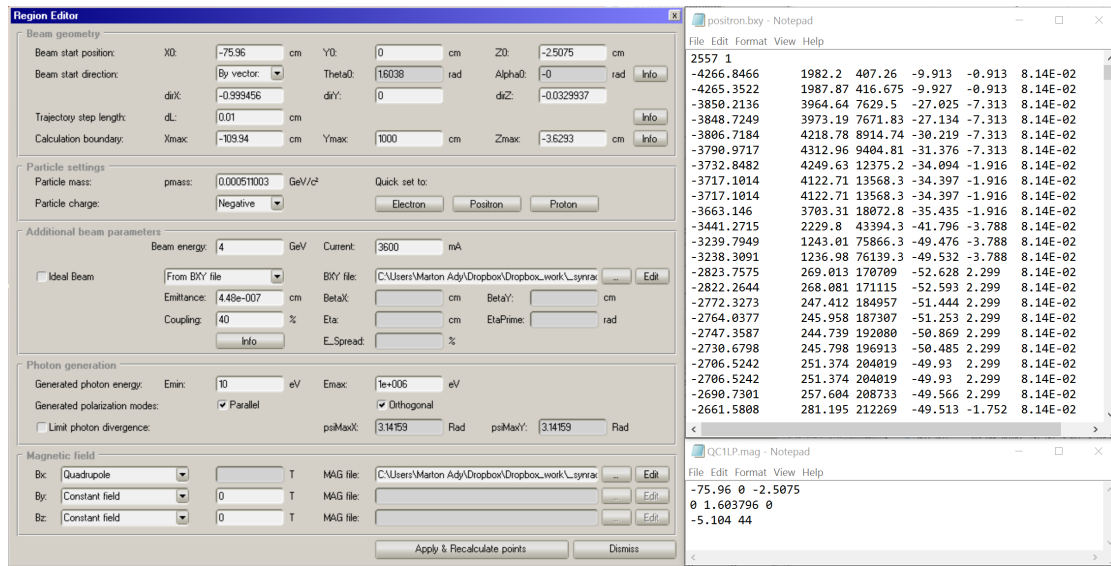 Region Editor x
Beam geometry
Beam start position: X0: -75.96 cm Y0: 0 cm Z0: -2.5075 cm
Beam start direction: By vector: Theta0: 1.6038 rad Alpha0: -0 rad Info
dirX: -0.999456 dirY: 0 dirZ: -0.0329937
Trajectory step length: dL: 0.01 cm Info
Calculation boundary: Xmax: -109.94 cm Ymax: 1000 cm Zmax: -3.6293 cm Info
Particle settings
Particle mass: pmass: 0.000511003 GeV/c² Quick set to:
Particle charge: Negative Electron Positron Proton
Additional beam parameters
Beam energy: 4 GeV Current: 3600 mA
Ideal Beam From BXY file BXY file: C:\Users\Marton Ady\Dropbox\Dropbox_work\_synrac ... Edit
Emittance: 4.48e-007 cm BetaX: cm BetaY: cm
Coupling: 40 % Eta: cm EtaPrime: rad
Info E_Spread: %
Photon generation
Generated photon energy: Emin: 10 eV Emax: 1e+006 eV
Generated polarization modes: Parallel Orthogonal
Limit photon divergence: psiMaxX: 3.14159 Rad psiMaxY: 3.14159 Rad
Magnetic field
Bx: Quadrupole T MAG file: C:\Users\Marton Ady\Dropbox\Dropbox_work\_synrac ... Edit
By: Constant field 0 T MAG file: ... Edit
Bz: Constant field 0 T MAG file: ... Edit
Apply & Recalculate points Dismiss
positron.bxy - Notepad
File Edit Format View Help
2557 1
-4266.8466 1982.2 407.26 -9.913 -0.913 8.14E-02
-4265.3522 1987.87 416.675 -9.927 -0.913 8.14E-02
-3850.2136 3964.64 7629.5 -27.025 -7.313 8.14E-02
-3848.7249 3973.19 7671.83 -27.134 -7.313 8.14E-02
-3806.7184 4218.78 8914.74 -30.219 -7.313 8.14E-02
-3790.9717 4312.96 9404.81 -31.376 -7.313 8.14E-02
-3732.8482 4249.63 12375.2 -34.094 -1.916 8.14E-02
-3717.1014 4122.71 13568.3 -34.397 -1.916 8.14E-02
-3717.1014 4122.71 13568.3 -34.397 -1.916 8.14E-02
-3663.146 3703.31 18072.8 -35.435 -1.916 8.14E-02
-3441.2715 2229.8 43394.3 -41.796 -3.788 8.14E-02
-3239.7949 1243.01 75866.3 -49.476 -3.788 8.14E-02
-3238.3091 1236.98 76139.3 -49.532 -3.788 8.14E-02
-2823.7575 269.013 170709 -52.628 2.299 8.14E-02
-2822.2644 268.081 171115 -52.593 2.299 8.14E-02
-2772.3273 247.412 184957 -51.444 2.299 8.14E-02
-2764.0377 245.958 187307 -51.253 2.299 8.14E-02
-2747.3587 244.739 192080 -50.869 2.299 8.14E-02
-2730.6798 245.798 196913 -50.485 2.299 8.14E-02
-2706.5242 251.374 204019 -49.93 2.299 8.14E-02
-2706.5242 251.374 204019 -49.93 2.299 8.14E-02
-2690.7301 257.604 208733 -49.566 2.299 8.14E-02
-2661.5808 281.195 212269 -49.513 -1.752 8.14E-02
QC1LP.mag - Notepad
File Edit Format View Help
-75.96 0 -2.5075
0 1.603796 0
-5.104 44